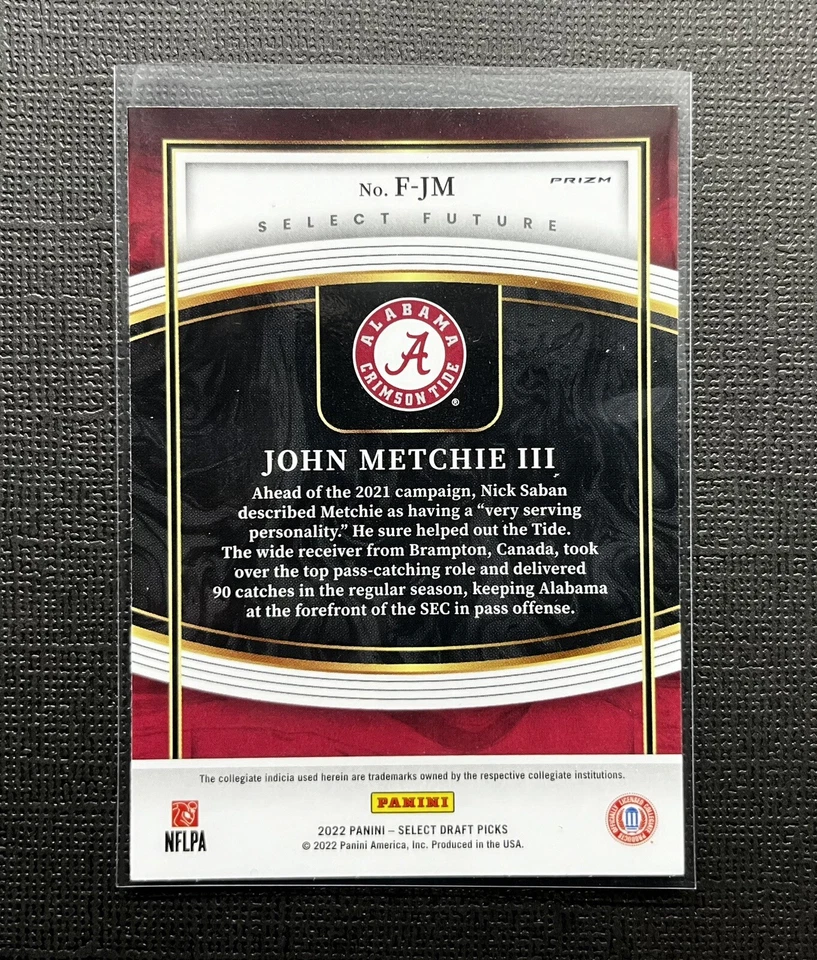 No. F-JM
PRIZM
SELECT FUTURE
ALABAMA
A
CRIMSON TIDE
®
JOHN METCHIE III
Ahead of the 2021 campaign, Nick Saban
described Metchie as having a “very serving
personality.” He sure helped out the Tide.
The wide receiver from Brampton, Canada, took
over the top pass-catching role and delivered
90 catches in the regular season, keeping Alabama
at the forefront of the SEC in pass offense.
The collegiate indicia used herein are trademarks owned by the respective collegiate institutions.
PANINI
NFLPA
2022 PANINI – SELECT DRAFT PICKS
© 2022 Panini America, Inc. Produced in the USA.
OFFICIALLY LICENSED COLLEGIATE PRODUCTS